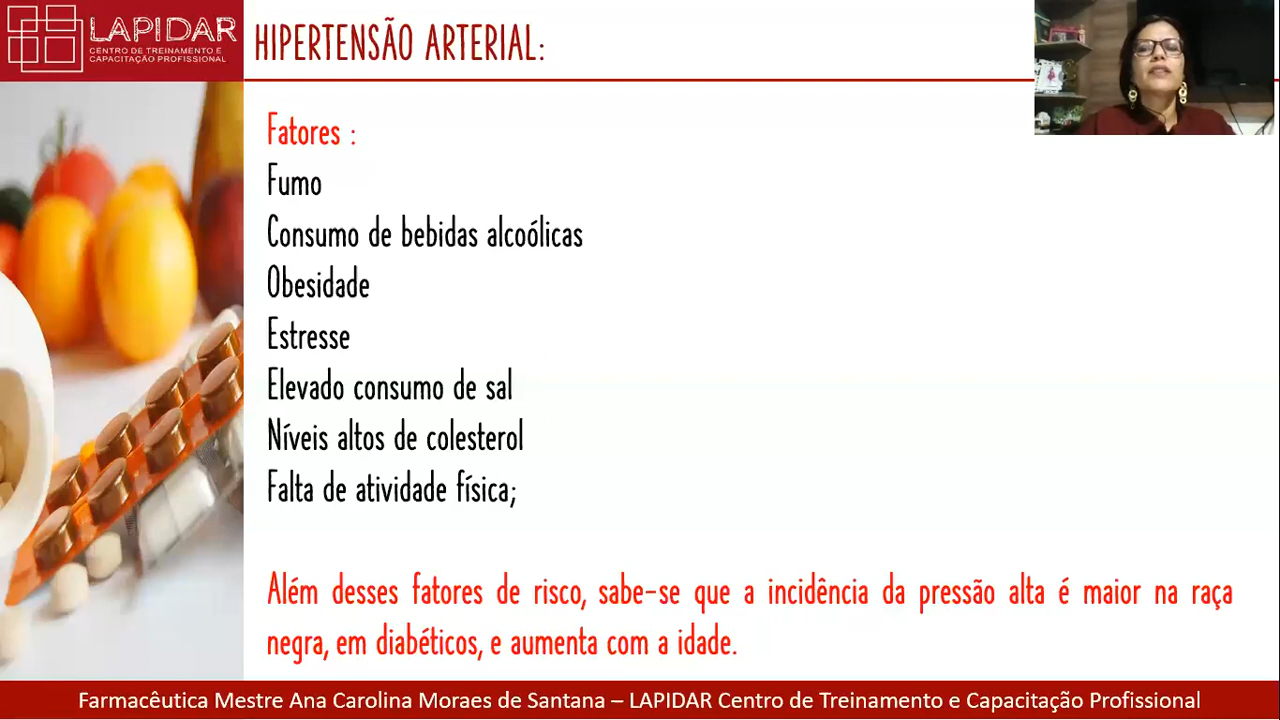 LAPIDAR
CENTRO DE TREINAMENTO E
CAPACITAÇÃO PROFISSIONAL
HIPERTENSÃO ARTERIAL:
Fatores :
Fumo
Consumo de bebidas alcoólicas
Obesidade
Estresse
Elevado consumo de sal
Níveis altos de colesterol
Falta de atividade física;
Além desses fatores de risco, sabe-se que a incidência da pressão alta é maior na raça
negra, em diabéticos, e aumenta com a idade.
Farmacêutica Mestre Ana Carolina Moraes de Santana – LAPIDAR Centro de Treinamento e Capacitação Profissional